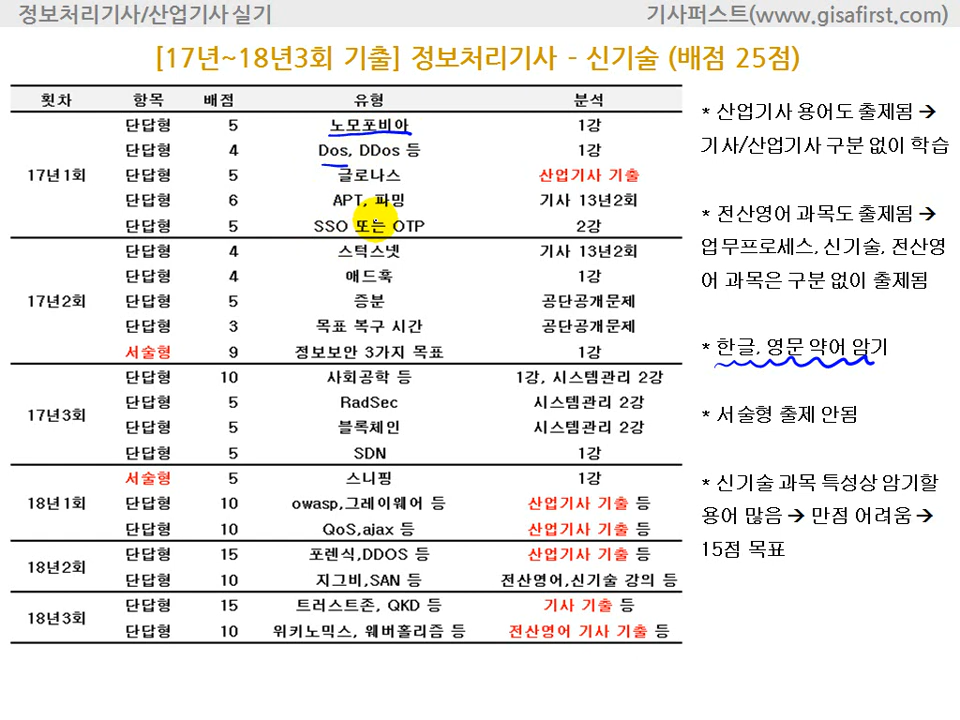 정보처리기사/산업기사 실기
기사퍼스트(www.gisafirst.com)
[17년~18년3회 기출] 정보처리기사 - 신기술 (배점 25점)
횟차 항목 배점 유형 분석
17년1회
단답형 5 노모포비아 1강
단답형 4 Dos, DDos 등 1강
단답형 5 글로나스 산업기사 기출
단답형 6 APT, 파밍 기사 13년2회
단답형 5 SSO 또는 OTP 2강
17년2회
단답형 4 스턱스넷 기사 13년2회
단답형 4 애드혹 1강
단답형 5 증분 공단공개문제
단답형 3 목표 복구 시간 공단공개문제
서술형 9 정보보안 3가지 목표 1강
17년3회
단답형 10 사회공학 등 1강, 시스템관리 2강
단답형 5 RadSec 시스템관리 2강
단답형 5 블록체인 시스템관리 2강
단답형 5 SDN 1강
18년1회
서술형 5 스니핑 1강
단답형 10 owasp,그레이웨어 등 산업기사 기출 등
단답형 10 QoS,ajax 등 산업기사 기출 등
18년2회
단답형 15 포렌식,DDOS 등 산업기사 기출 등
단답형 10 지그비,SAN 등 전산영어,신기술 강의 등
18년3회
단답형 15 트러스트존, QKD 등 기사 기출 등
단답형 10 위키노믹스, 웨버홀리즘 등 전산영어 기사 기출 등
* 산업기사 용어도 출제됨 →
기사/산업기사 구분 없이 학습
* 전산영어 과목도 출제됨 →
업무프로세스, 신기술, 전산영
어 과목은 구분 없이 출제됨
* 한글, 영문 약어 암기
* 서술형 출제 안됨
* 신기술 과목 특성상 암기할
용어 많음 → 만점 어려움 →
15점 목표